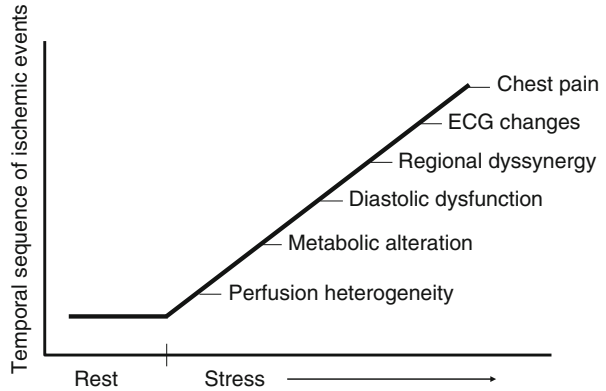 Temporal sequence of ischemic events
Chest pain
ECG changes
Regional dyssynergy
Diastolic dysfunction
Metabolic alteration
Perfusion heterogeneity
Rest
Stress